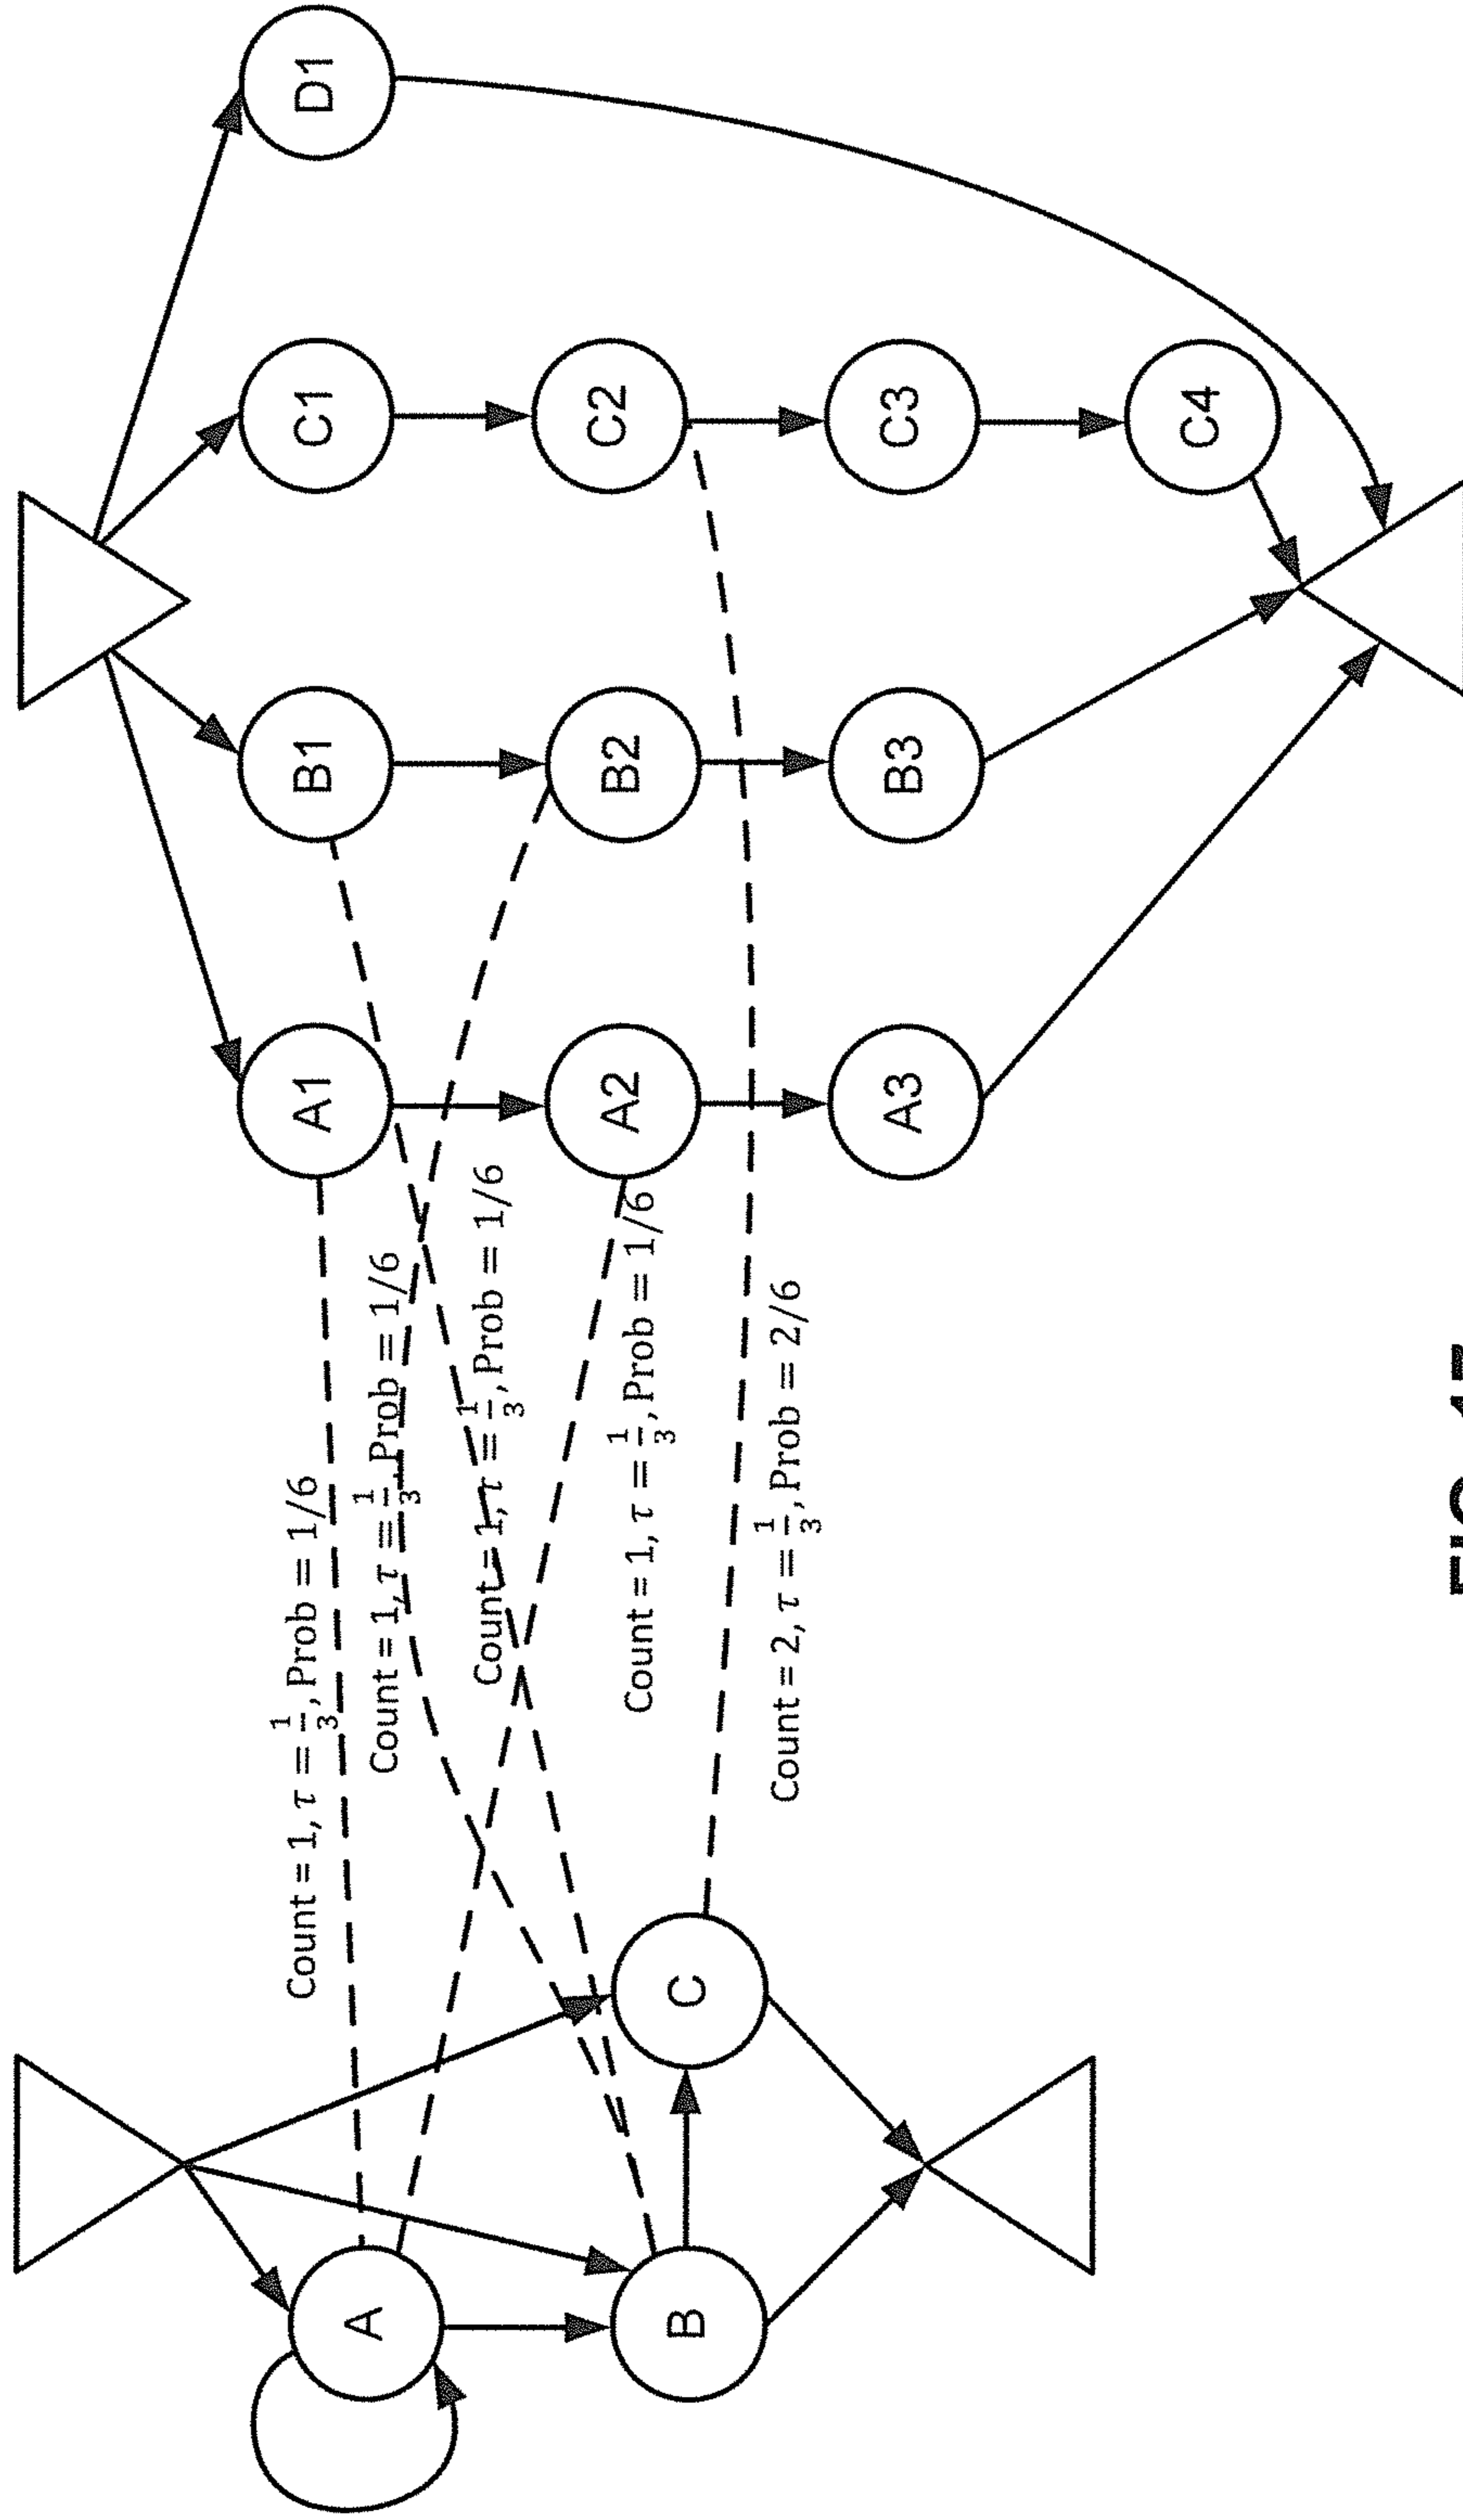 Count = 1, τ = 1/3, Prob = 1/6
A1
B1
C1
D1
A
Count = 1, τ = 1/3, Prob = 1/6
Count = 1, τ = 1/3, Prob = 1/6
A2
B2
C2
Count = 1, τ = 1/3, Prob = 1/6
B
C
Count = 2, τ = 1/3, Prob = 2/6
A3
B3
C3
C4